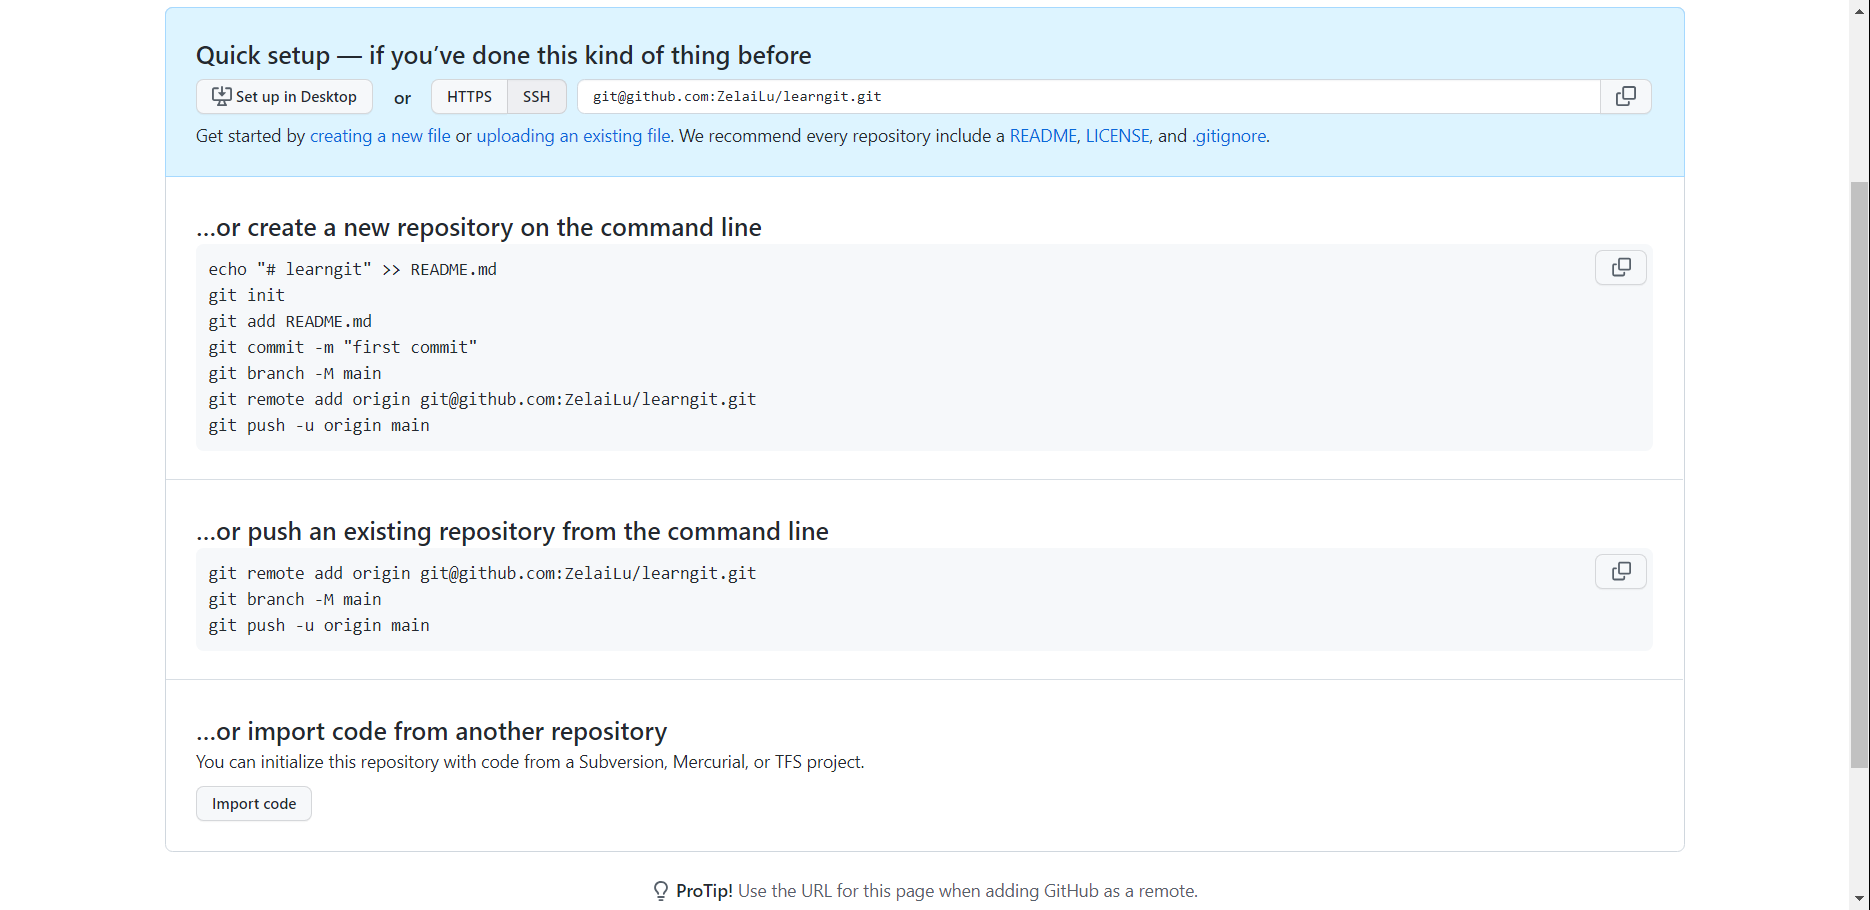 Quick setup — if you’ve done this kind of thing before
Set up in Desktop or HTTPS SSH git@github.com:ZelaiLu/learngit.git
Get started by creating a new file or uploading an existing file. We recommend every repository include a README, LICENSE, and .gitignore.
…or create a new repository on the command line
echo "# learngit" >> README.md
git init
git add README.md
git commit -m "first commit"
git branch -M main
git remote add origin git@github.com:ZelaiLu/learngit.git
git push -u origin main
…or push an existing repository from the command line
git remote add origin git@github.com:ZelaiLu/learngit.git
git branch -M main
git push -u origin main
…or import code from another repository
You can initialize this repository with code from a Subversion, Mercurial, or TFS project.
Import code
ProTip! Use the URL for this page when adding GitHub as a remote.